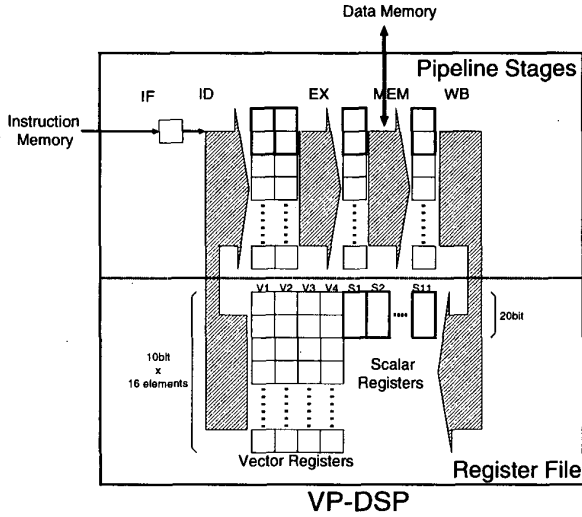 Data Memory
Pipeline Stages
IF ID EX MEM WB
Instruction
Memory
V1 V2 V3 V4 S1 S2 S11
20bit
10bit
x
16 elements
Scalar
Registers
Vector Registers
Register File
VP-DSP